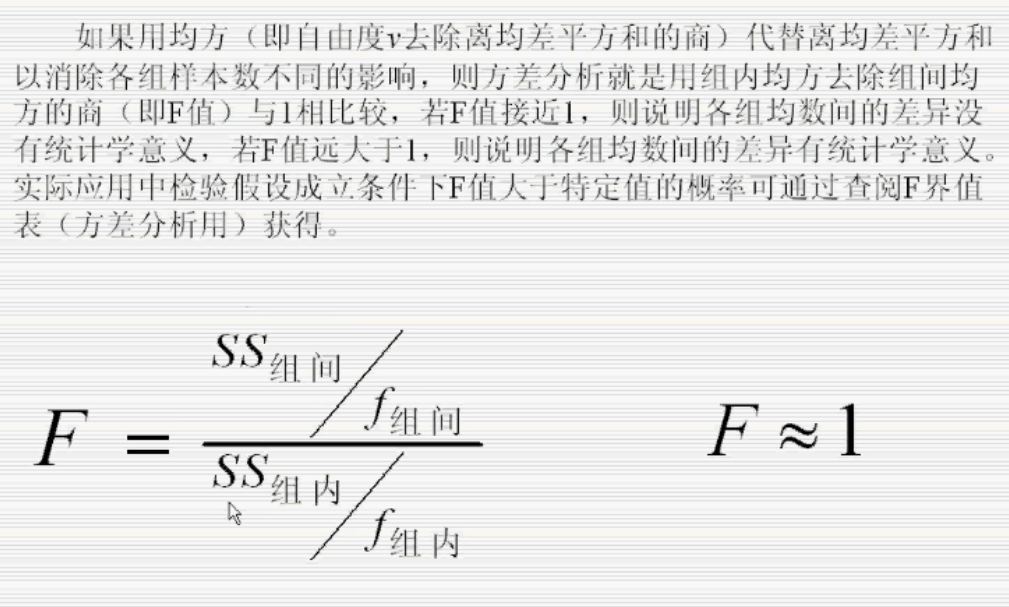 如果用均方（即自由度v去除离均差平方和的商）代替离均差平方和
以消除各组样本数不同的影响，则方差分析就是用组内均方去除组间均
方的商（即F值）与1相比较，若F值接近1，则说明各组均数间的差异没
有统计学意义，若F值远大于1，则说明各组均数间的差异有统计学意义。
实际应用中检验假设成立条件下F值大于特定值的概率可通过查阅F界值
表（方差分析用）获得。
SS组间/f组间
F = 
F≈1
SS组内/f组内